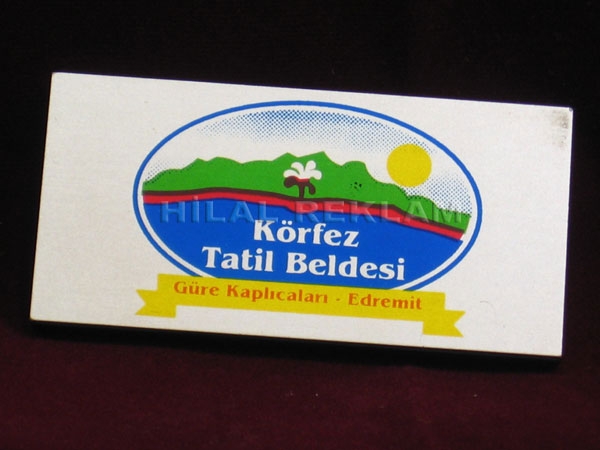 HİLAL REKLAM
Körfez
Tatil Beldesi
Güre Kaplıcaları - Edremit